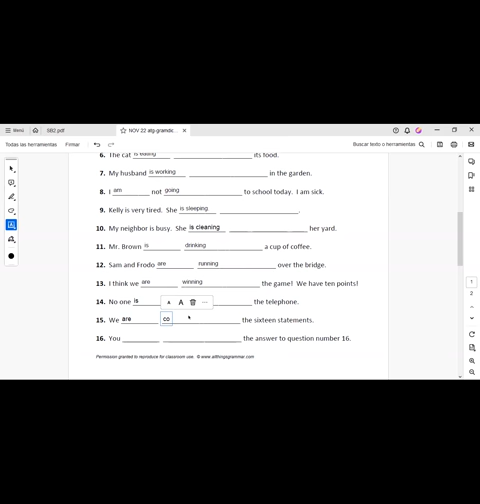 Menú SB2.pdf NOV 22 atg-gramdic...
Todas las herramientas Firmar Buscar texto o herramientas
6. The cat is eating its food.
7. My husband is working in the garden.
8. I am not going to school today. I am sick.
9. Kelly is very tired. She is sleeping
10. My neighbor is busy. She is cleaning her yard.
11. Mr. Brown is drinking a cup of coffee.
12. Sam and Frodo are running over the bridge.
13. I think we are winning the game! We have ten points!
A A ...
14. No one is the telephone.
15. We are co the sixteen statements.
16. You the answer to question number 16.
Permission granted to reproduce for classroom use. © www.allthingsgrammar.com
1
2